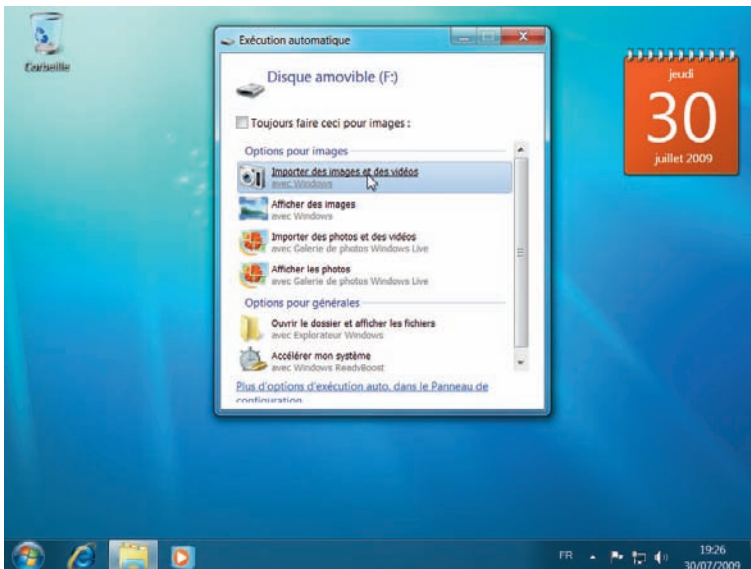 Corbeille
Exécution automatique
Disque amovible (F:)
Toujours faire ceci pour images :
Options pour images
Importer des images et des vidéos
avec Windows
Afficher des images
avec Windows
Importer des photos et des vidéos
avec Galerie de photos Windows Live
Afficher les photos
avec Galerie de photos Windows Live
Options pour générales
Ouvrir le dossier et afficher les fichiers
avec Explorateur Windows
Accélérer mon système
avec Windows ReadyBoost
Plus d'options d'exécution auto. dans le Panneau de
configuration
jeudi
30
juillet 2009
FR
19:26
30/07/2009